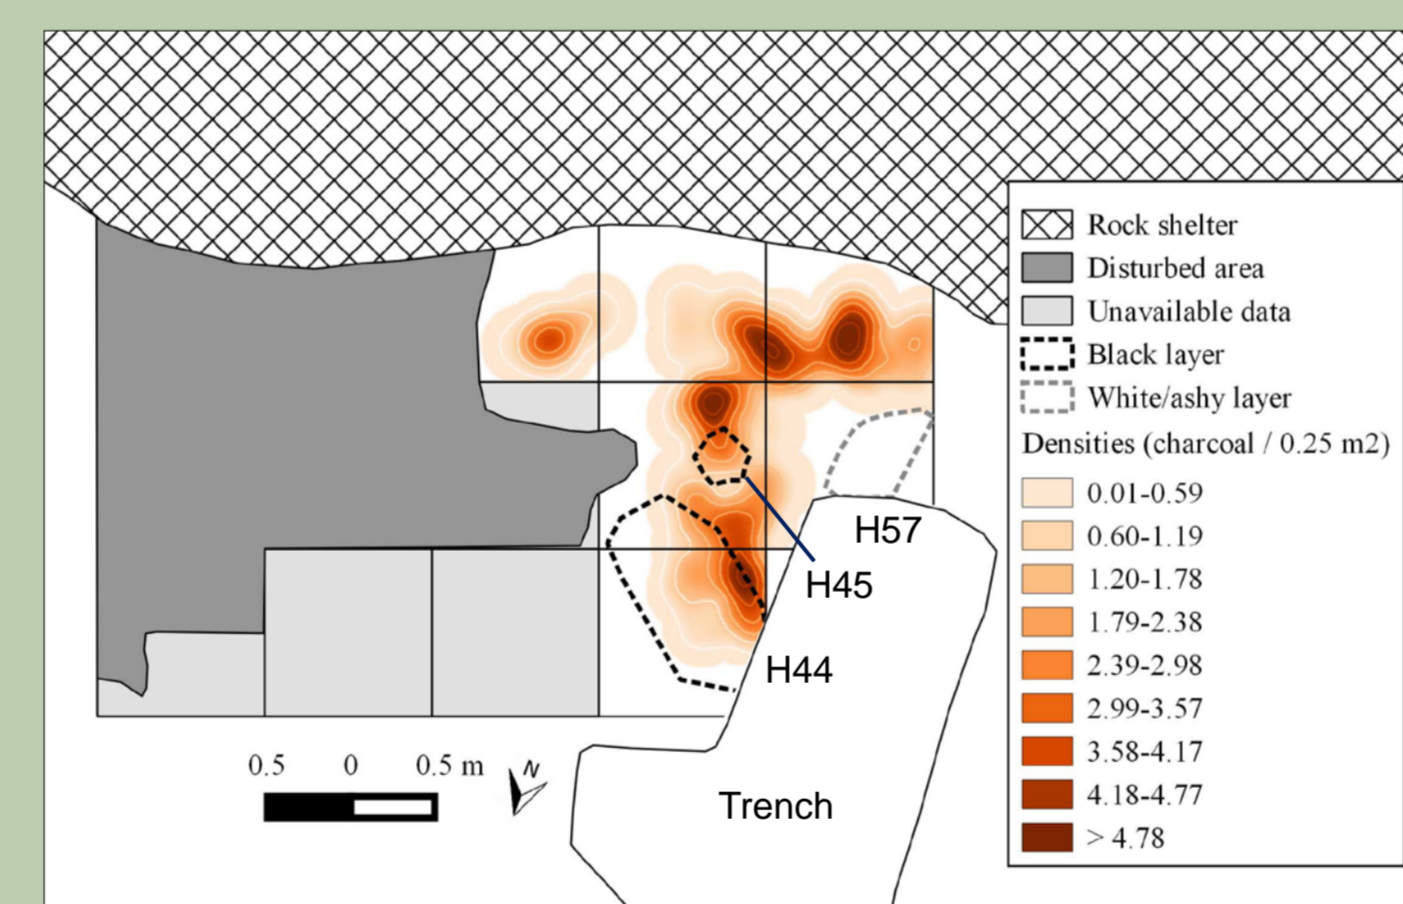 Rock shelter
Disturbed area
Unavailable data
Black layer
White/ashy layer
Densities (charcoal / 0.25 m2)
0.01-0.59
0.60-1.19
1.20-1.78
1.79-2.38
2.39-2.98
2.99-3.57
3.58-4.17
4.18-4.77
> 4.78
H57
H45
H44
0.5 0 0.5 m
N
Trench